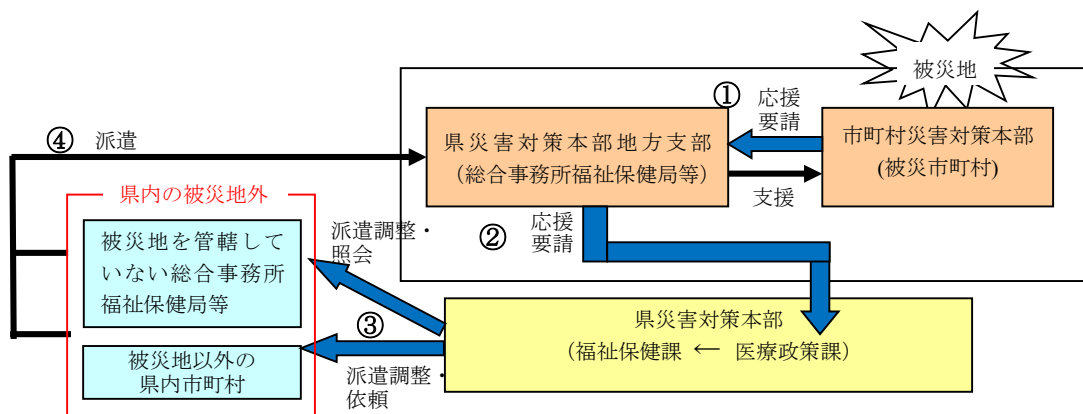 被災地
① 応援
要請
市町村災害対策本部
(被災市町村)
県災害対策本部地方支部
(総合事務所福祉保健局等)
支援
④ 派遣
県内の被災地外
被災地を管轄して
いない総合事務所
福祉保健局等
被災地以外の
県内市町村
派遣調整・
照会
② 応援
要請
③
派遣調整・
依頼
県災害対策本部
(福祉保健課 ← 医療政策課)